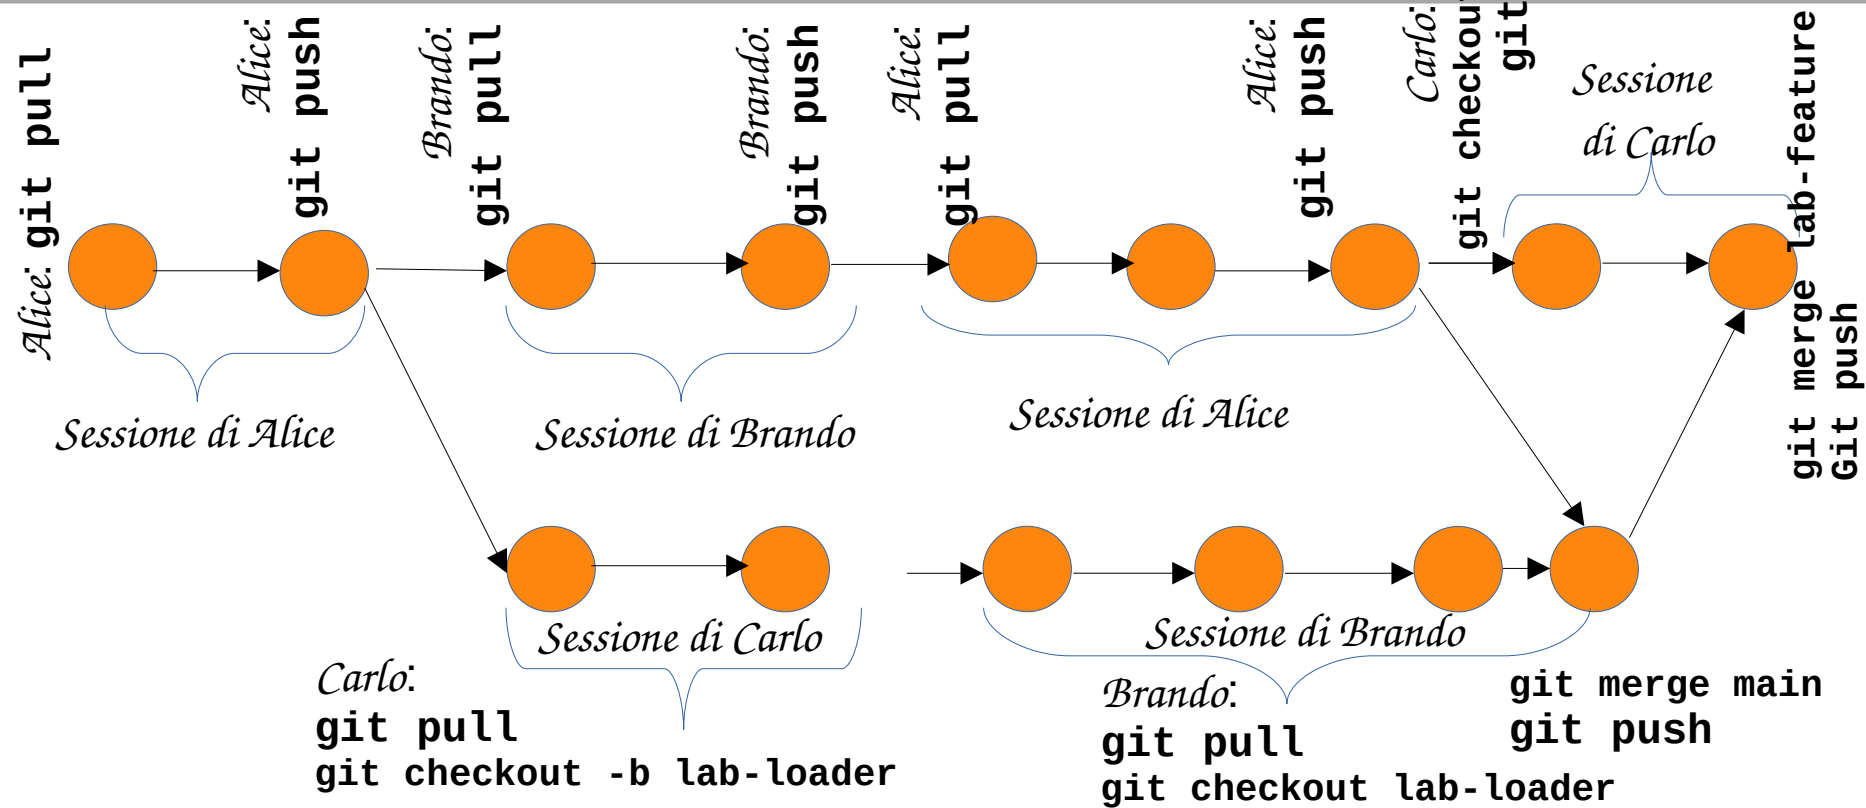 Alice: git pull
Alice:
git push
Brando:
git pull
Brando:
git push
Alice:
git pull
Alice:
git push
Carlo:
git
Sessione
di Carlo
git merge lab-feature
Git push
Sessione di Alice
Sessione di Brando
Sessione di Alice
Sessione di Carlo
Carlo:
git pull
git checkout -b lab-loader
Sessione di Brando
Brando:
git pull
git checkout lab-loader
git merge main
git push